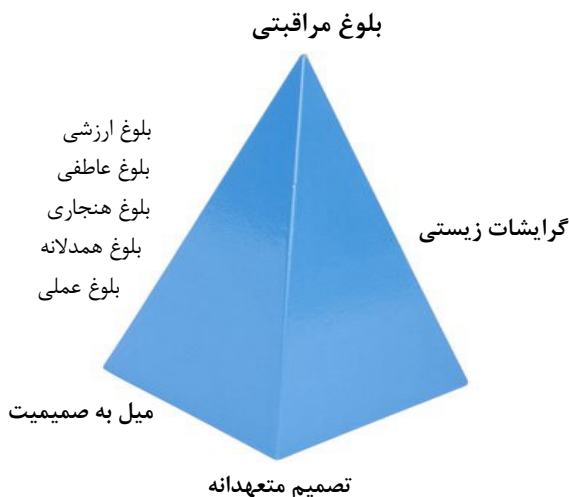 بلوغ مراقبتی
بلوغ ارزشی
بلوغ عاطفی
بلوغ هنجاری
بلوغ همدلانه
بلوغ عملی
گرایشات زیستی
میل به صمیمیت
تصمیم متعهدانه